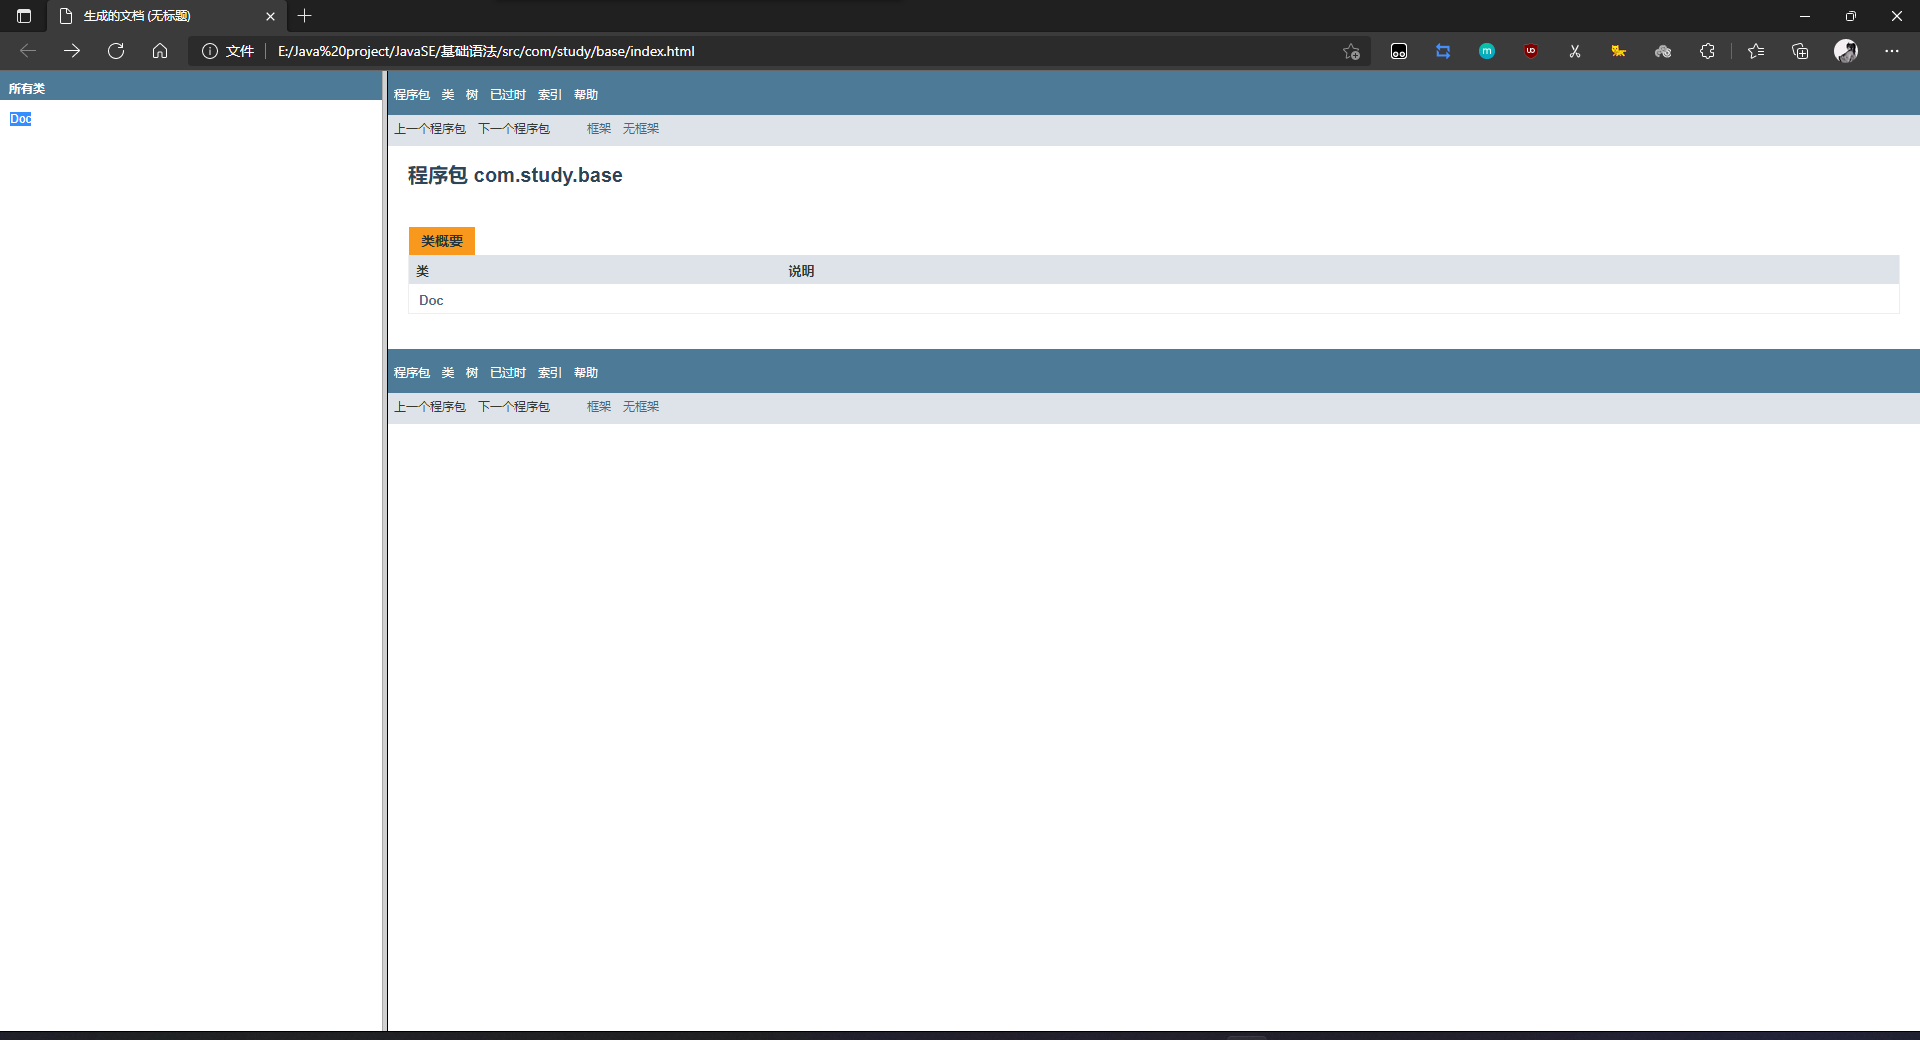 生成的文档 (无标题)
文件 E:/Java%20project/JavaSE/基础语法/src/com/study/base/index.html
所有类
Doc
程序包 类 树 已过时 索引 帮助
上一个程序包 下一个程序包 框架 无框架
程序包 com.study.base
类概要
类 说明
Doc
程序包 类 树 已过时 索引 帮助
上一个程序包 下一个程序包 框架 无框架